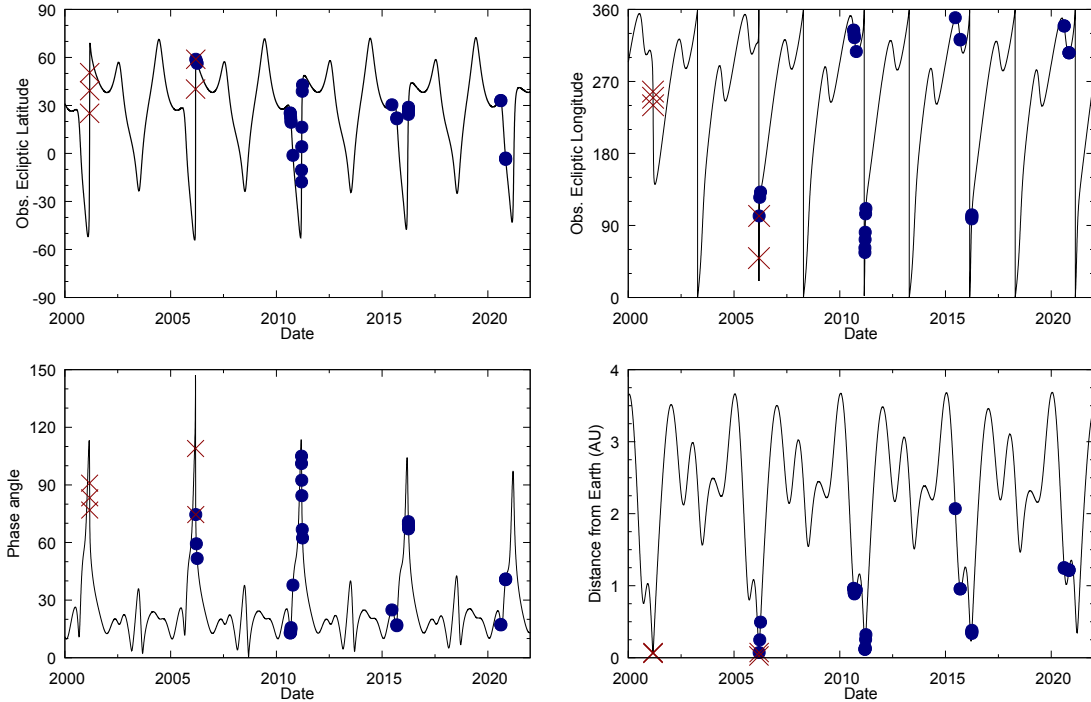 Obs. Ecliptic Latitude
90
60
30
0
-30
-60
-90
2000 2005 2010 2015 2020
Date
Obs. Ecliptic Longitude
360
270
180
90
0
2000 2005 2010 2015 2020
Date
Phase angle
150
120
90
60
30
0
2000 2005 2010 2015 2020
Date
Distance from Earth (AU)
4
3
2
1
0
2000 2005 2010 2015 2020
Date